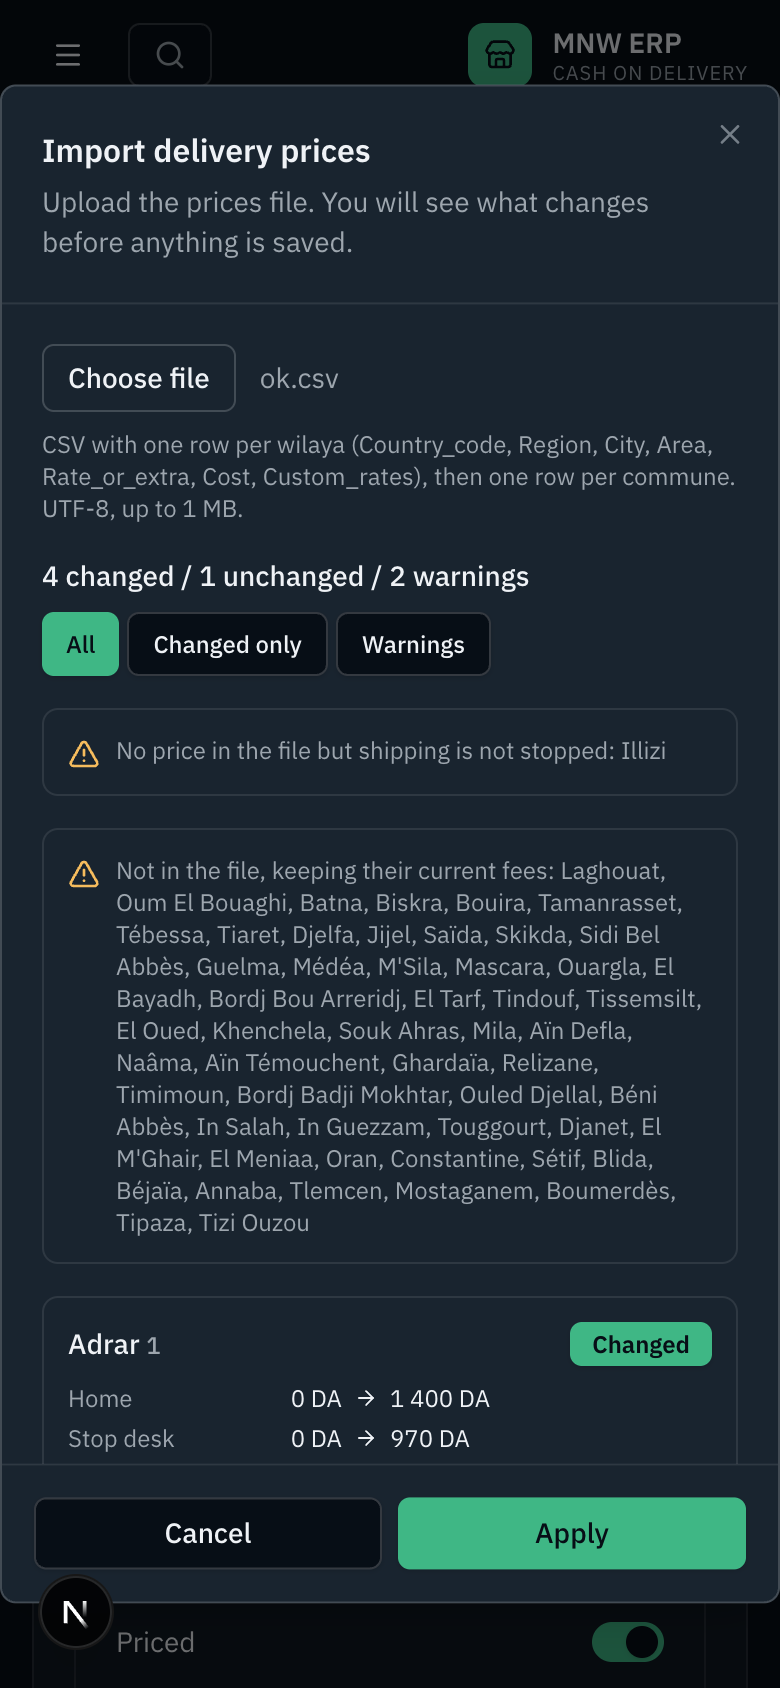 MNW ERP
CASH ON DELIVERY
Import delivery prices
Upload the prices file. You will see what changes
before anything is saved.
Choose file
ok.csv
CSV with one row per wilaya (Country_code, Region, City, Area,
Rate_or_extra, Cost, Custom_rates), then one row per commune.
UTF-8, up to 1 MB.
4 changed / 1 unchanged / 2 warnings
All
Changed only
Warnings
No price in the file but shipping is not stopped: Illizi
Not in the file, keeping their current fees: Laghouat,
Oum El Bouaghi, Batna, Biskra, Bouira, Tamanrasset,
Tébessa, Tiaret, Djelfa, Jijel, Saïda, Skikda, Sidi Bel
Abbès, Guelma, Médéa, M'Sila, Mascara, Ouargla, El
Bayadh, Bordj Bou Arreridj, El Tarf, Tindouf, Tissemsilt,
El Oued, Khenchela, Souk Ahras, Mila, Aïn Defla,
Naâma, Aïn Témouchent, Ghardaïa, Relizane,
Timimoun, Bordj Badji Mokhtar, Ouled Djellal, Béni
Abbès, In Salah, In Guezzam, Touggourt, Djanet, El
M'Ghair, El Meniaa, Oran, Constantine, Sétif, Blida,
Béjaïa, Annaba, Tlemcen, Mostaganem, Boumerdès,
Tipaza, Tizi Ouzou
Adrar 1
Changed
Home 0 DA → 1 400 DA
Stop desk 0 DA → 970 DA
Cancel
Apply
N
Priced